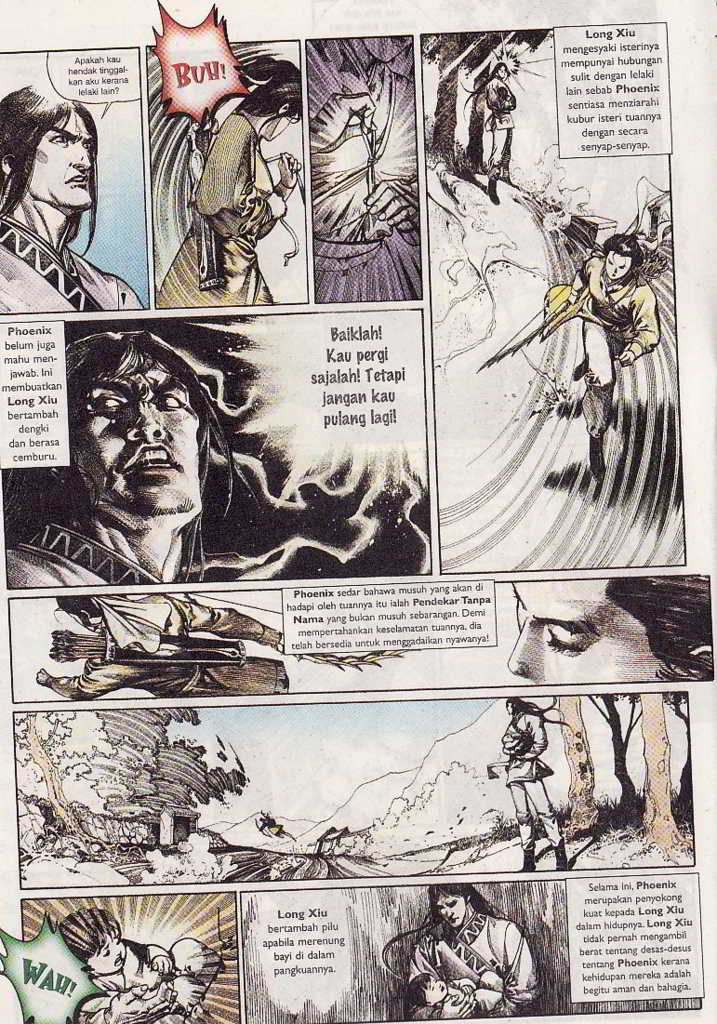 Apakah kau
hendak tinggal-
kan aku kerana
lelaki lain?
BUH!
Long Xiu
mengesyaki isterinya
mempunyai hubungan
sulit dengan lelaki
lain sebab Phoenix
sentiasa menziarahi
kubur isteri tuannya
dengan secara
senyap-senyap.
Phoenix
belum juga
mahu men-
jawab. Ini
membuatkan
Long Xiu
bertambah
dengki
dan berasa
cemburu.
Baiklah!
Kau pergi
sajalah! Tetapi
jangan kau
pulang lagi!
Phoenix sedar bahawa musuh yang akan di
hadapi oleh tuannya itu ialah Pendekar Tanpa
Nama yang bukan musuh sebarangan. Demi
mempertahankan keselamatan tuannya, dia
telah bersedia untuk menggadaikan nyawanya!
WAH!
Long Xiu
bertambah pilu
apabila merenung
bayi di dalam
pangkuannya.
Selama ini, Phoenix
merupakan penyokong
kuat kepada Long Xiu
dalam hidupnya. Long Xiu
tidak pernah mengambil
berat tentang desas-desus
tentang Phoenix kerana
kehidupan mereka adalah
begitu aman dan bahagia.